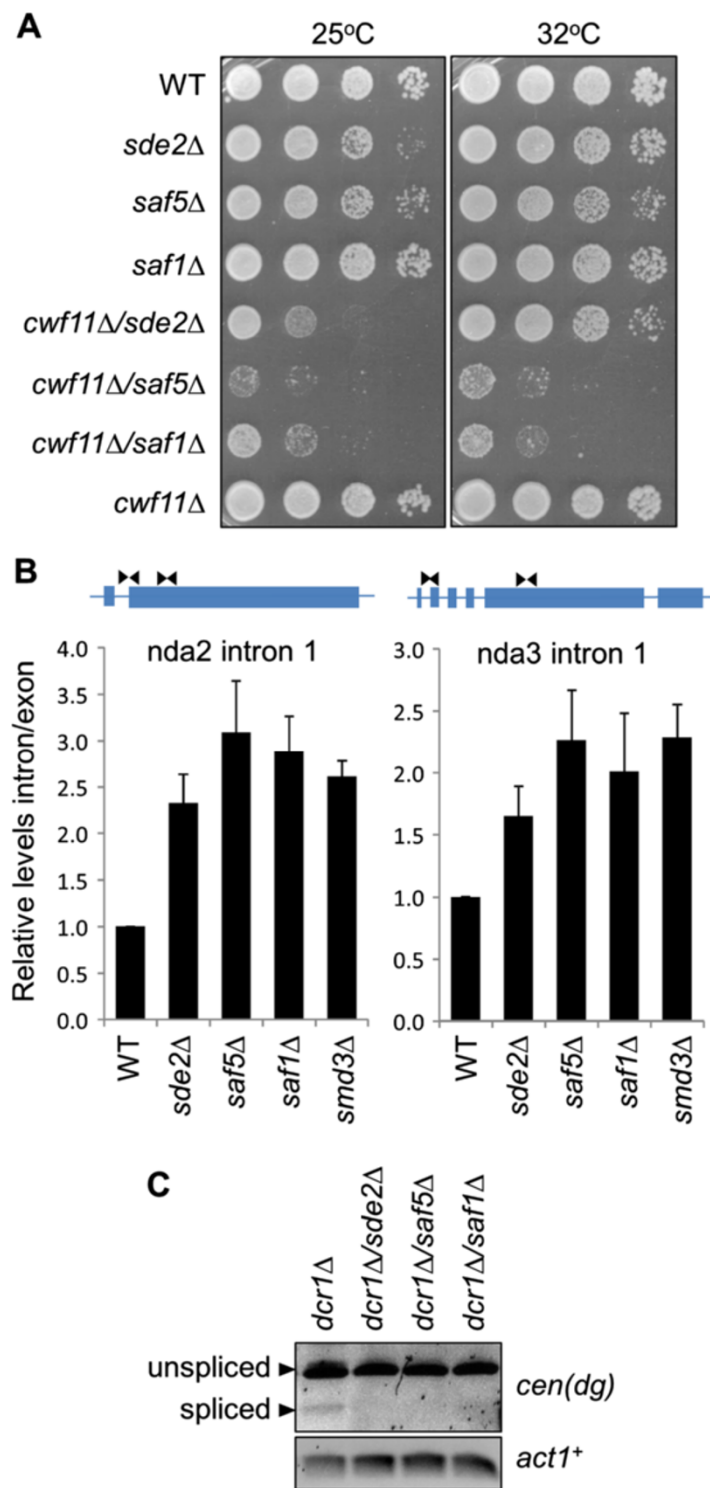 A
25°C 32°C
WT
sde2Δ
saf5Δ
saf1Δ
cwf11Δ/sde2Δ
cwf11Δ/saf5Δ
cwf11Δ/saf1Δ
cwf11Δ
B
nda2 intron 1
nda3 intron 1
Relative levels intron/exon
4.0
3.5
3.0
2.5
2.0
1.5
1.0
0.5
0.0
WT
sde2Δ
saf5Δ
saf1Δ
smd3Δ
3.0
2.5
2.0
1.5
1.0
0.5
0.0
WT
sde2Δ
saf5Δ
saf1Δ
smd3Δ
C
dcr1Δ
dcr1Δ/sde2Δ
dcr1Δ/saf5Δ
dcr1Δ/saf1Δ
unspliced
spliced
cen(dg)
act1+